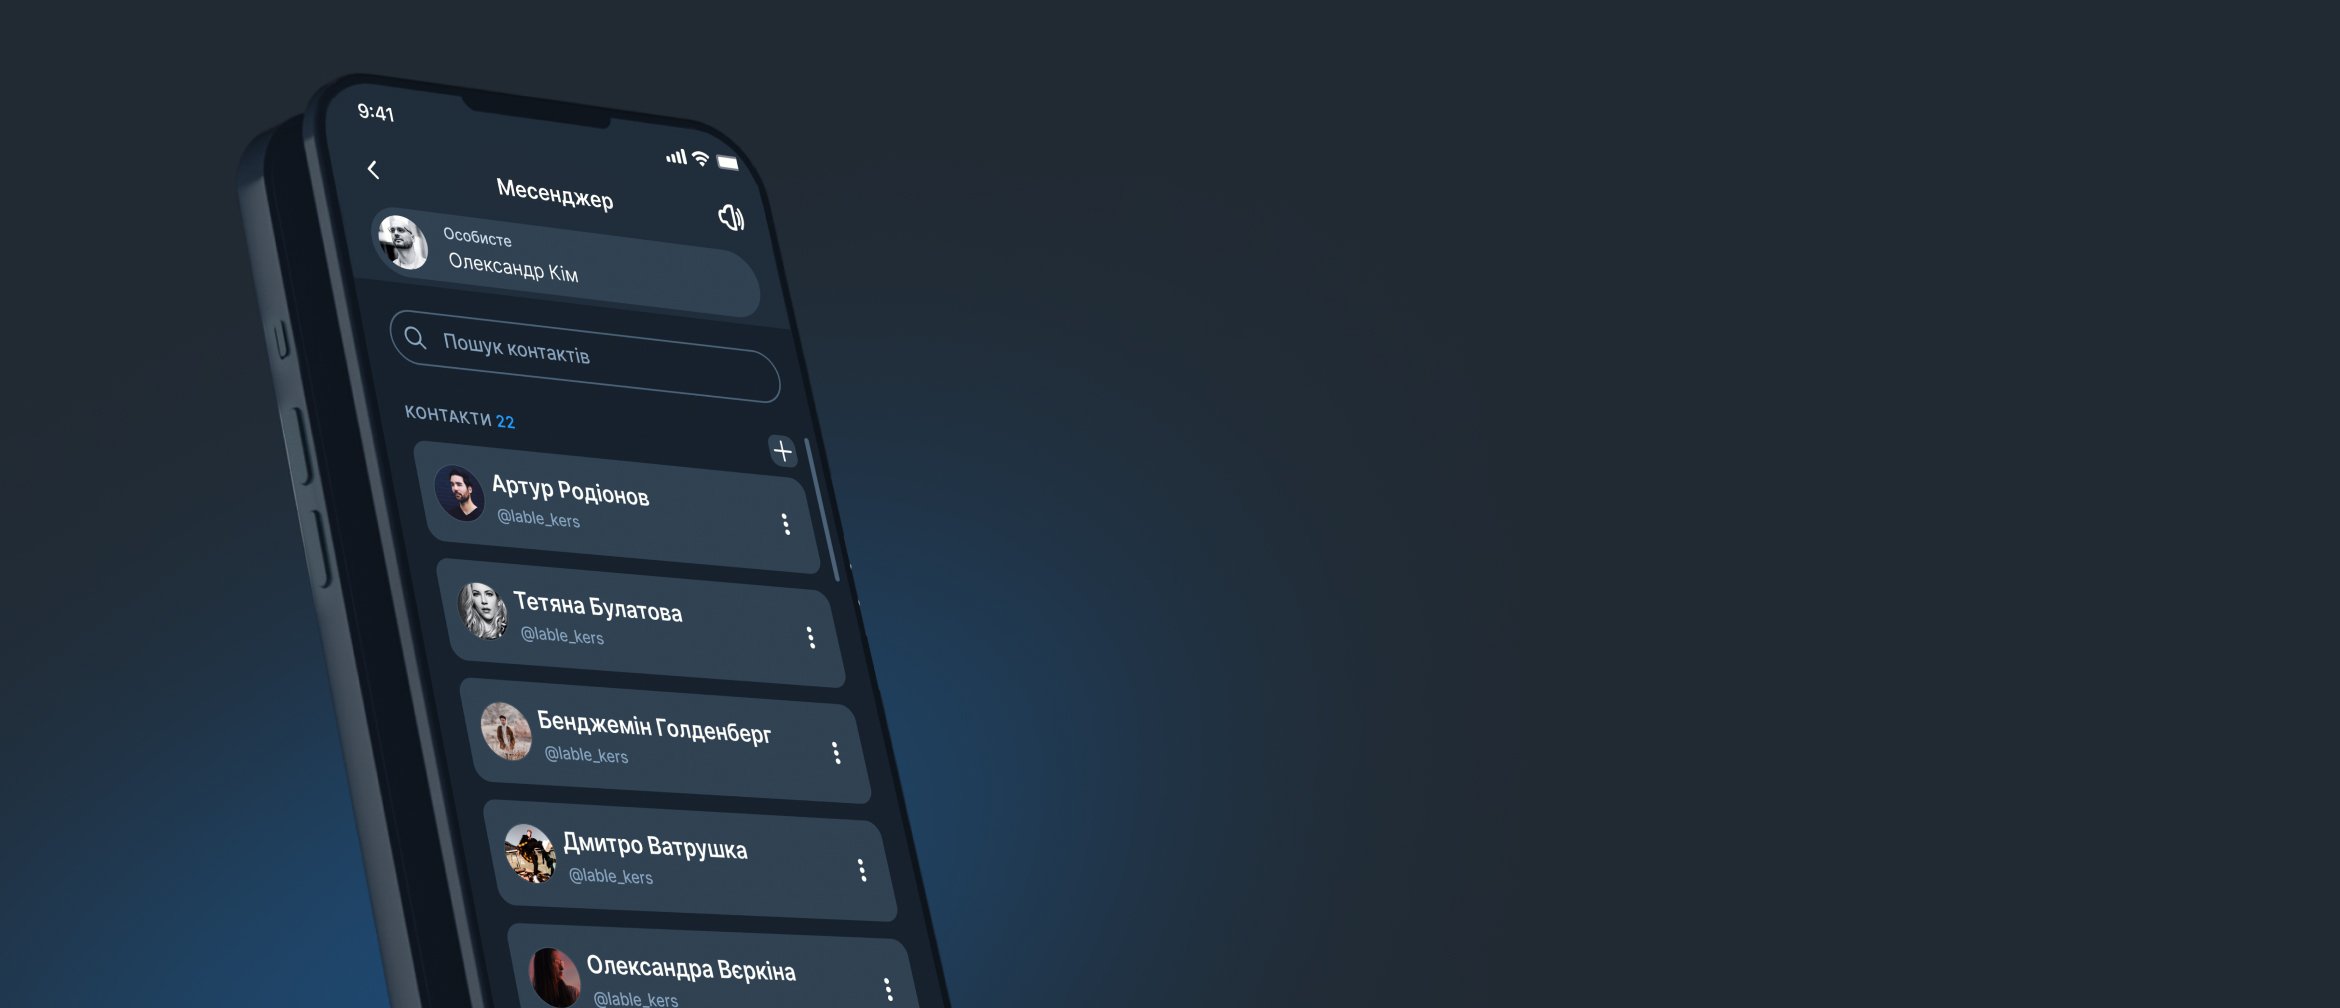 9:41
Месенджер
Особисте
Олександр Кім
Пошук контактів
КОНТАКТИ 22
Артур Родіонов
@lable_kers
Тетяна Булатова
@lable_kers
Бенджемін Голденберг
@lable_kers
Дмитро Ватрушка
@lable_kers
Олександра Вєркіна
@lable_kers